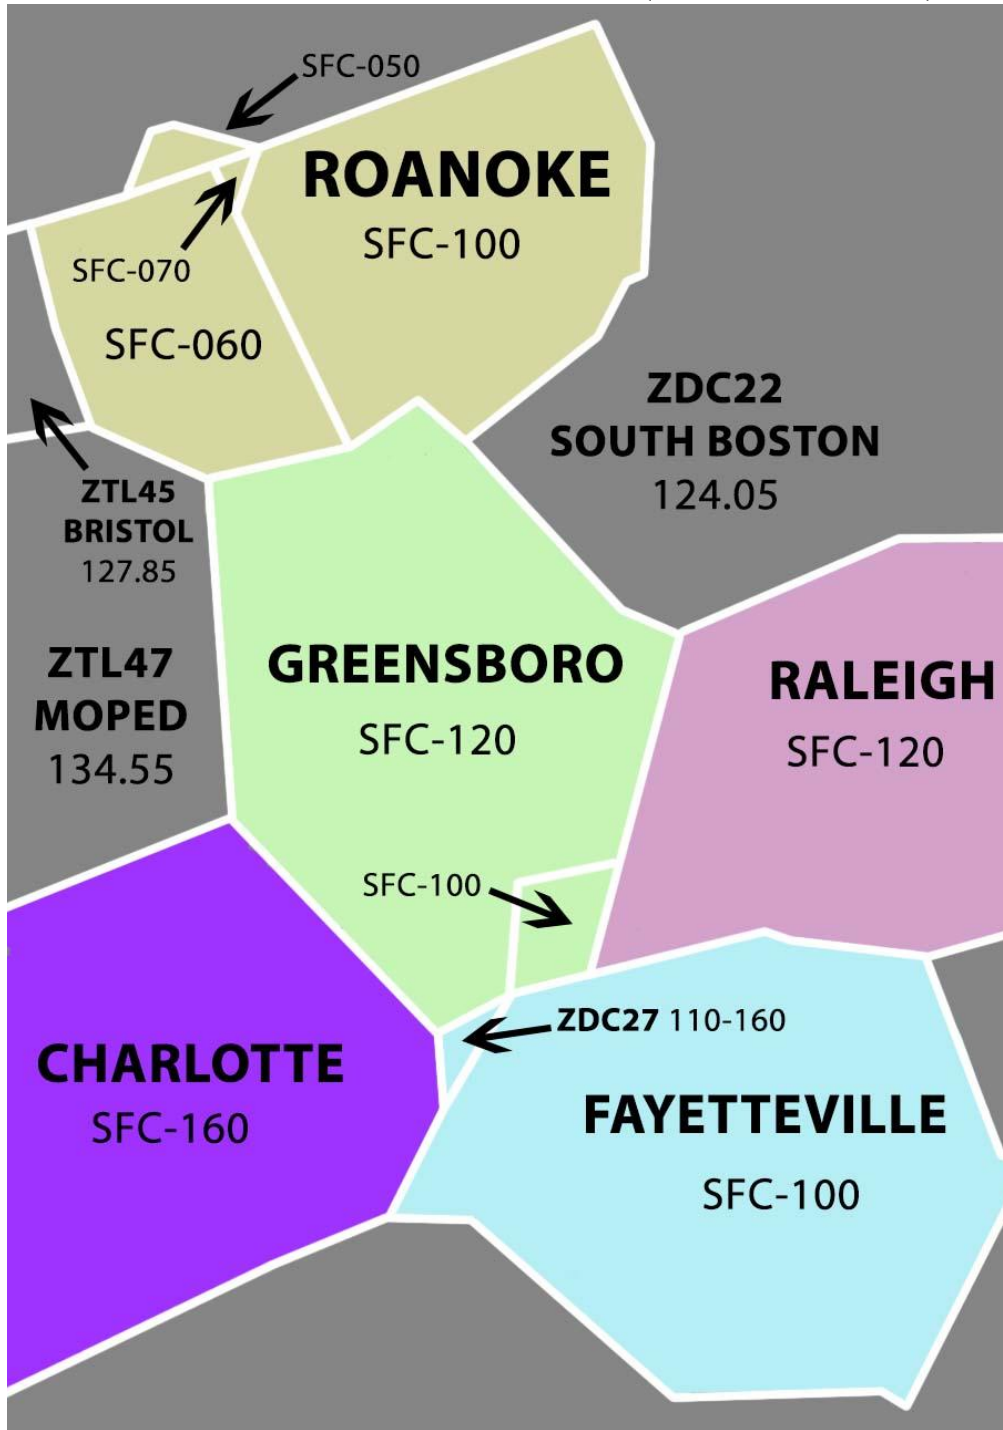 SFC-050
ROANOKE
SFC-100
SFC-070
SFC-060
ZDC22
SOUTH BOSTON
124.05
ZTL45
BRISTOL
127.85
GREENSBORO
SFC-120
ZTL47
MOPED
134.55
RALEIGH
SFC-120
SFC-100
ZDC27 110-160
CHARLOTTE
SFC-160
FAYETTEVILLE
SFC-100